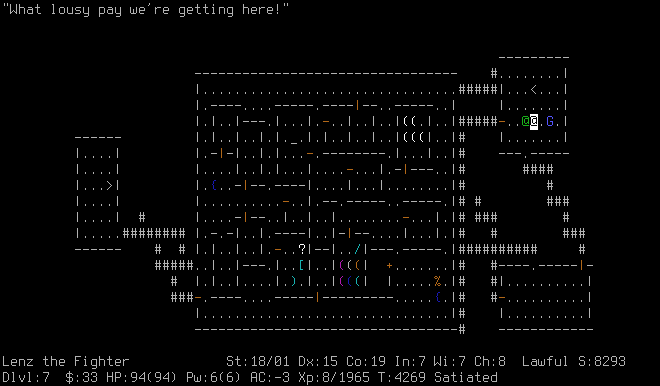 "What lousy pay we're getting here!"
Lenz the Fighter St:18/01 Dx:15 Co:19 In:7 Wi:7 Ch:8 Lawful S:8293
Dlvl:7 $:33 HP:94(94) Pw:6(6) AC:-3 Xp:8/1965 T:4269 Satiated